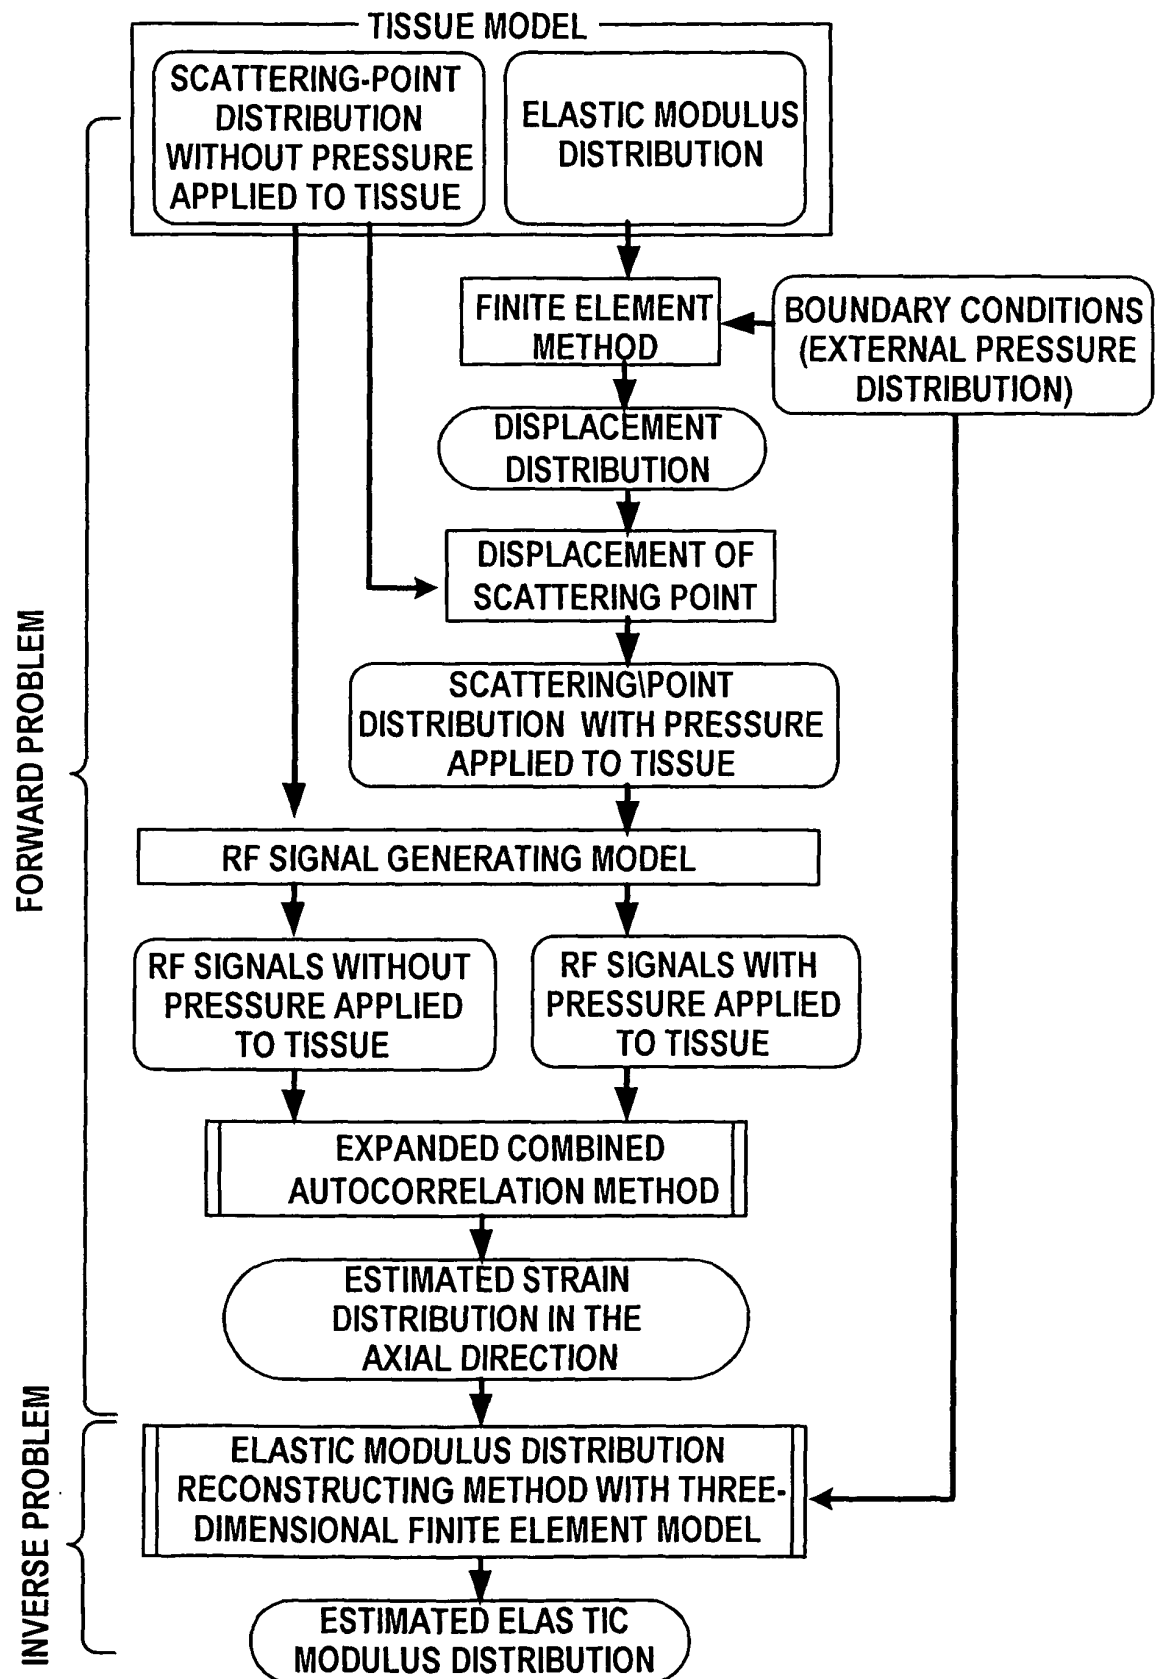 TISSUE MODEL
SCATTERING-POINT
DISTRIBUTION
WITHOUT PRESSURE
APPLIED TO TISSUE
ELASTIC MODULUS
DISTRIBUTION
FINITE ELEMENT
METHOD
BOUNDARY CONDITIONS
(EXTERNAL PRESSURE
DISTRIBUTION)
DISPLACEMENT
DISTRIBUTION
DISPLACEMENT OF
SCATTERING POINT
SCATTERING\POINT
DISTRIBUTION WITH PRESSURE
APPLIED TO TISSUE
FORWARD PROBLEM
RF SIGNAL GENERATING MODEL
RF SIGNALS WITHOUT
PRESSURE APPLIED
TO TISSUE
RF SIGNALS WITH
PRESSURE APPLIED
TO TISSUE
EXPANDED COMBINED
AUTOCORRELATION METHOD
ESTIMATED STRAIN
DISTRIBUTION IN THE
AXIAL DIRECTION
INVERSE PROBLEM
ELASTIC MODULUS DISTRIBUTION
RECONSTRUCTING METHOD WITH THREE-
DIMENSIONAL FINITE ELEMENT MODEL
ESTIMATED ELAS TIC
MODULUS DISTRIBUTION